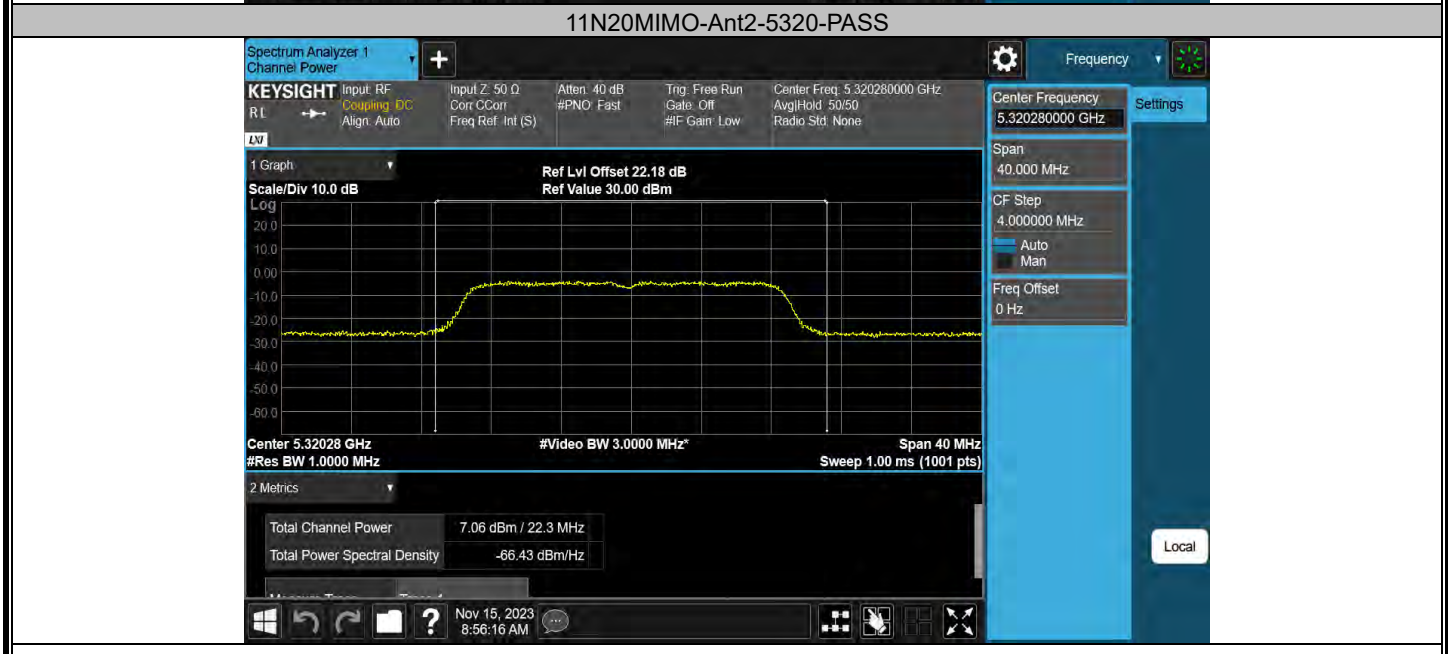 11N20MIMO-Ant2-5320-PASS
Spectrum Analyzer 1
Channel Power
+
Frequency
KEYSIGHT Input: RF Input Z: 50 Ω Atten: 40 dB Trig: Free Run Center Freq: 5.320280000 GHz
RL Coupling: DC Corr CCorr #PNO: Fast Gate: Off Avg|Hold: 50/50
Align: Auto Freq Ref: Int (S) #IF Gain: Low Radio Std: None
LXI
Center Frequency
5.320280000 GHz
Settings
Span
40.000 MHz
CF Step
4.000000 MHz
Auto
Man
Freq Offset
0 Hz
1 Graph
Ref Lvl Offset 22.18 dB
Scale/Div 10.0 dB Ref Value 30.00 dBm
Log
20.0
10.0
0.00
-10.0
-20.0
-30.0
-40.0
-50.0
-60.0
Center 5.32028 GHz #Video BW 3.0000 MHz* Span 40 MHz
#Res BW 1.0000 MHz Sweep 1.00 ms (1001 pts)
2 Metrics
Total Channel Power 7.06 dBm / 22.3 MHz
Total Power Spectral Density -66.43 dBm/Hz
Local
?
Nov 15, 2023
8:56:16 AM